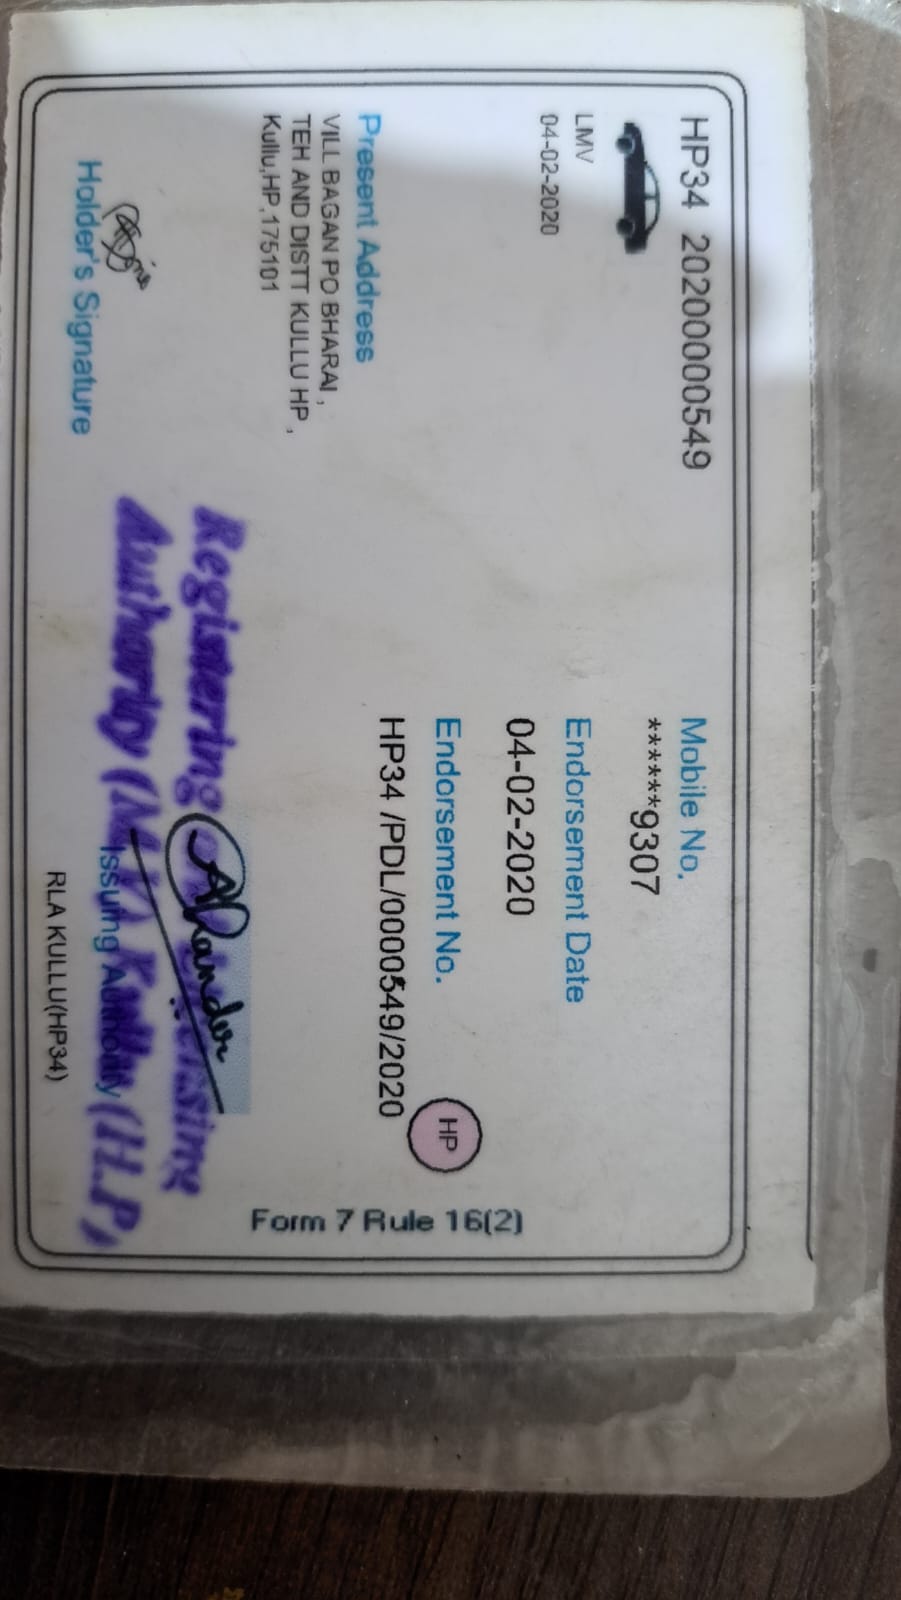 HP34 20200000549
LMV
04-02-2020
Mobile No.
******9307
Endorsement Date
04-02-2020
Endorsement No.
HP34 /PDL/0000549/2020
HP
Present Address
VILL BAGAN PO BHARAI ,
TEH AND DISTT KULLU HP ,
Kullu,HP,175101
Holder's Signature
Registering
Authority (
(H.P)
Issuing Authority
RLA KULLU(HP34)
Form 7 Rule 16(2)